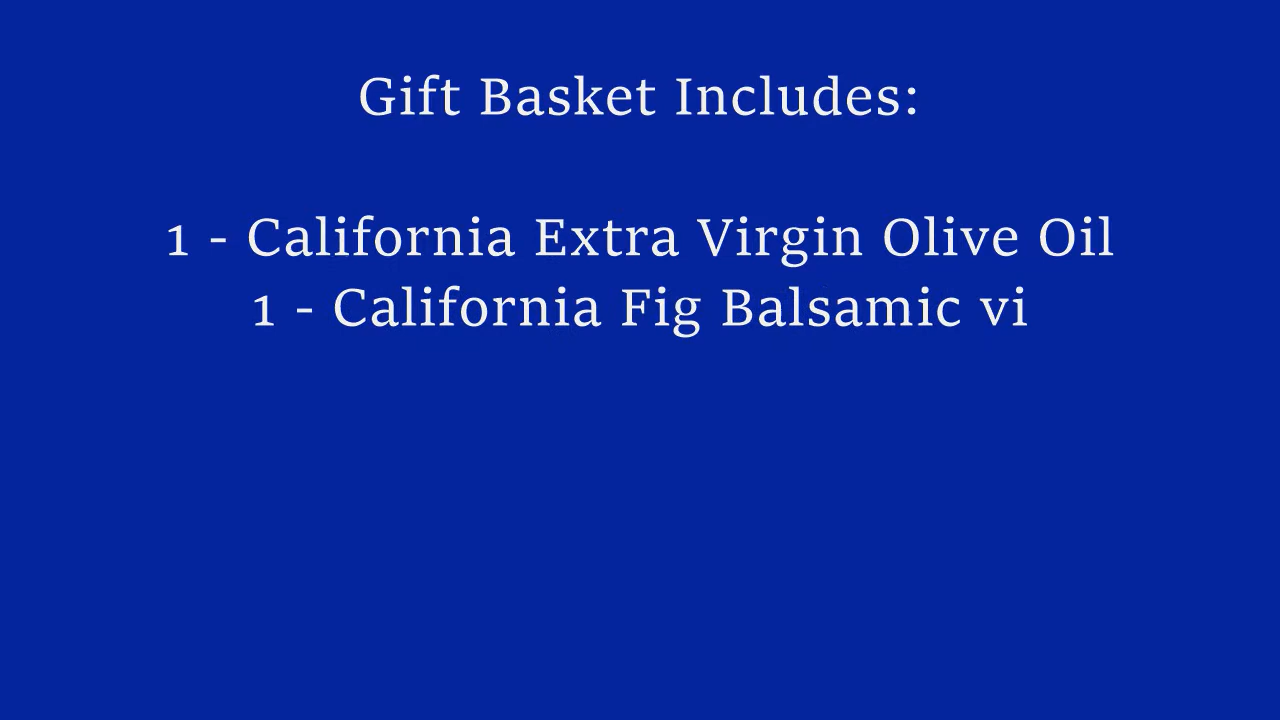 Gift Basket Includes:
1 - California Extra Virgin Olive Oil
1 - California Fig Balsamic vi